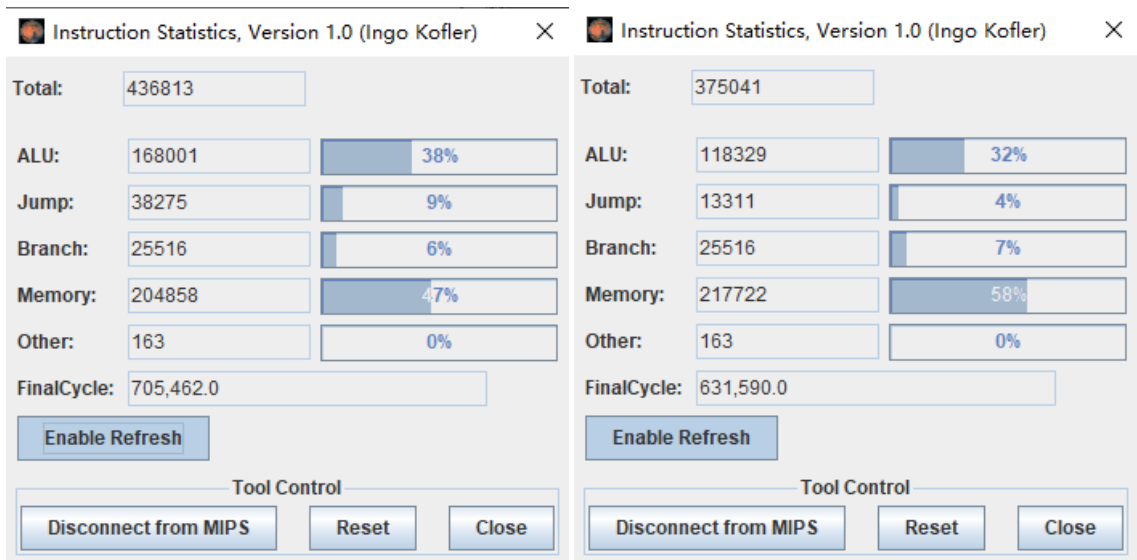 Instruction Statistics, Version 1.0 (Ingo Kofler)
Total: 436813
ALU: 168001 38%
Jump: 38275 9%
Branch: 25516 6%
Memory: 204858 47%
Other: 163 0%
FinalCycle: 705,462.0
Enable Refresh
Tool Control
Disconnect from MIPS Reset Close
Instruction Statistics, Version 1.0 (Ingo Kofler)
Total: 375041
ALU: 118329 32%
Jump: 13311 4%
Branch: 25516 7%
Memory: 217722 58%
Other: 163 0%
FinalCycle: 631,590.0
Enable Refresh
Tool Control
Disconnect from MIPS Reset Close